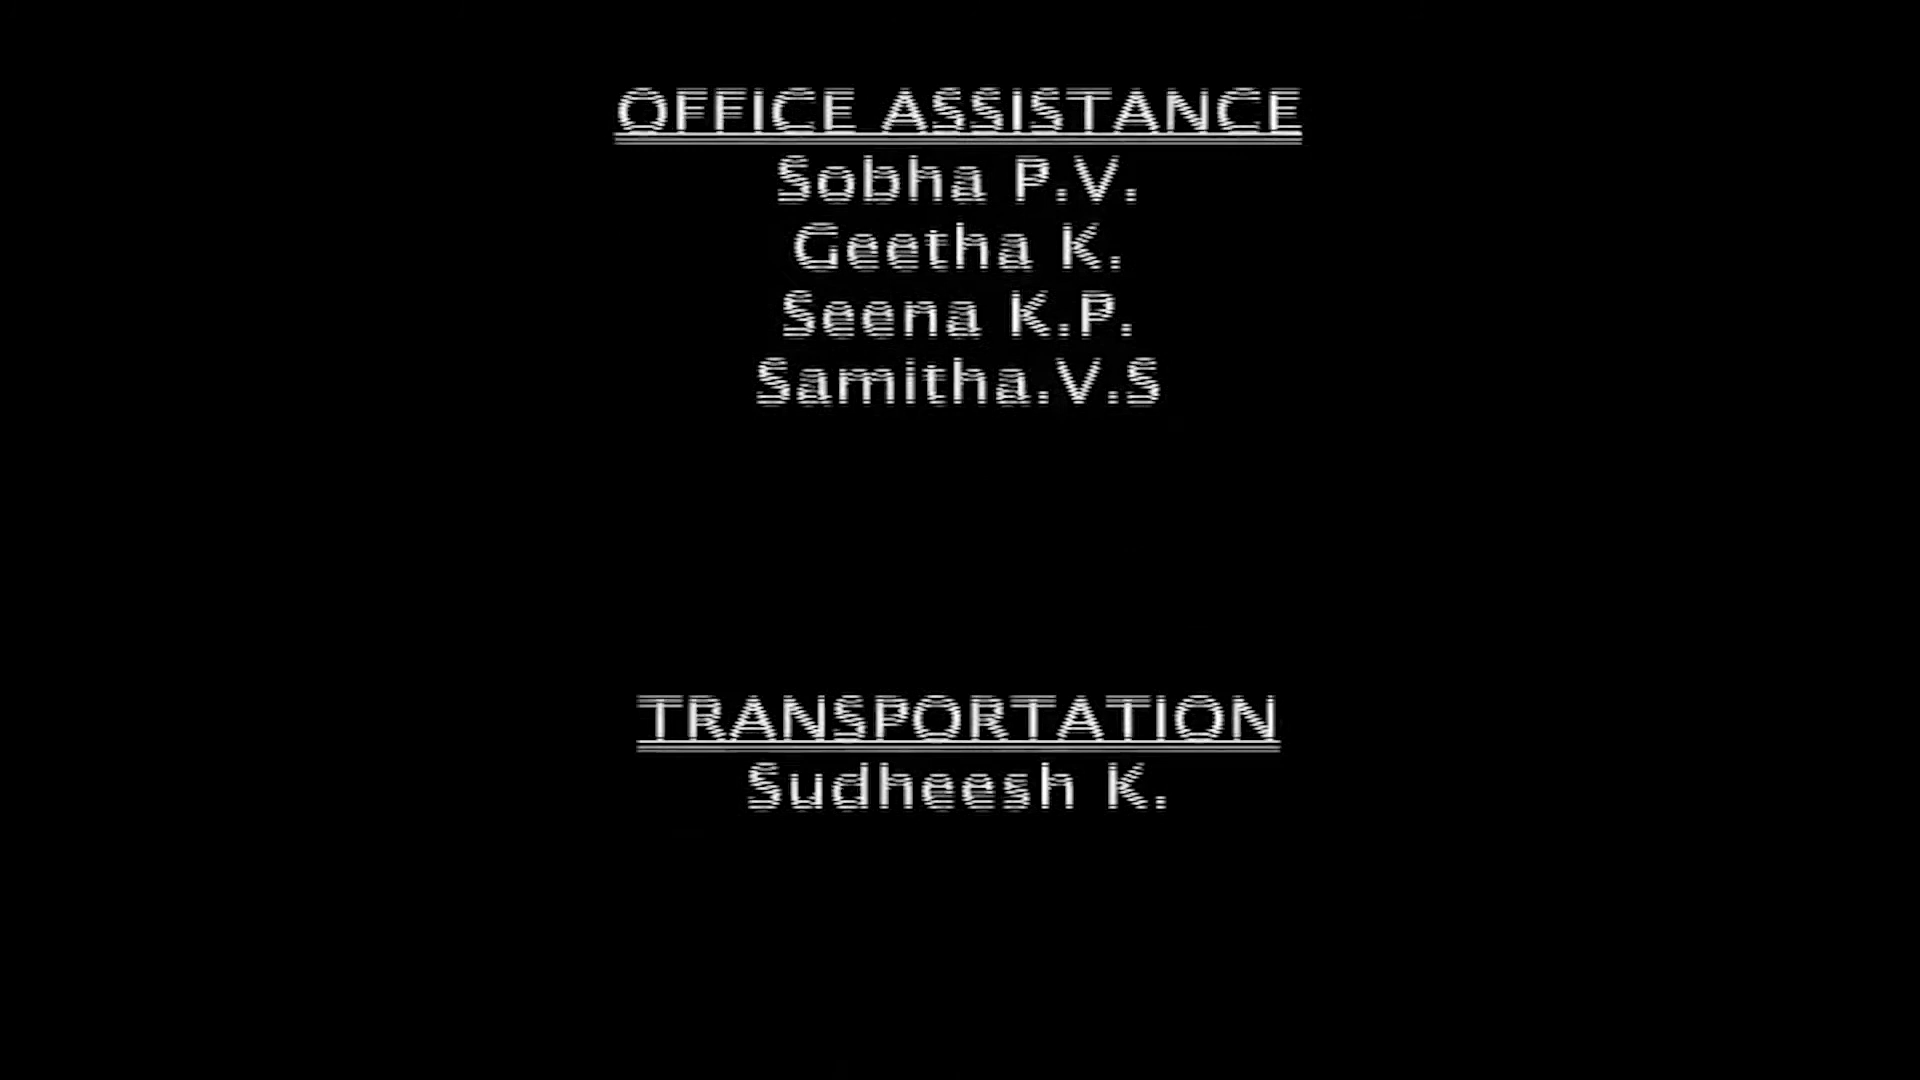 OFFICE ASSISTANCE
Sobha P.V.
Geetha K.
Seena K.P.
Samitha.V.S
TRANSPORTATION
Sudheesh K.